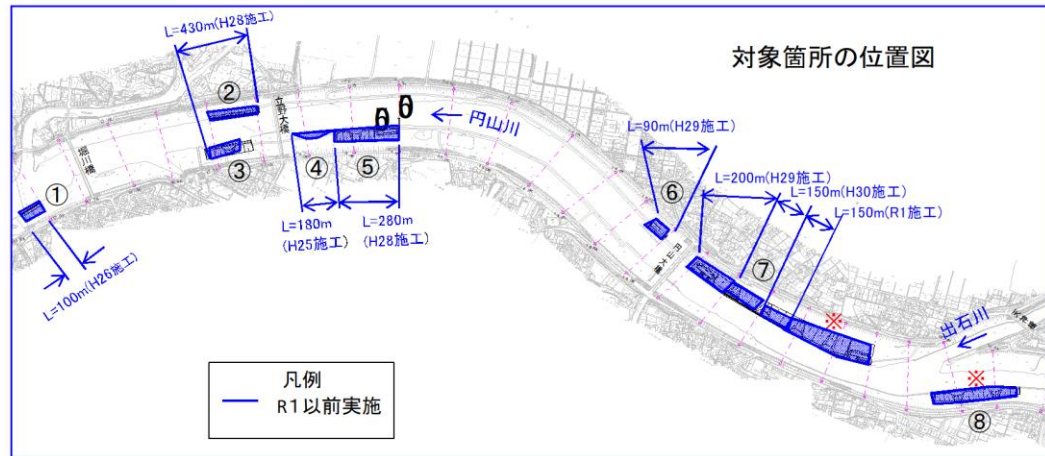 対象箇所の位置図
L=430m(H28施工)
②
立野大橋
θ
θ
円山川
堀川橋
③
④
⑤
①
L=180m
(H25施工)
L=280m
(H28施工)
L=100m(H26施工)
L=90m(H29施工)
⑥
L=200m(H29施工)
L=150m(H30施工)
L=150m(R1施工)
円山大橋
⑦
※
出石川
※
⑧
凡例
R1以前実施